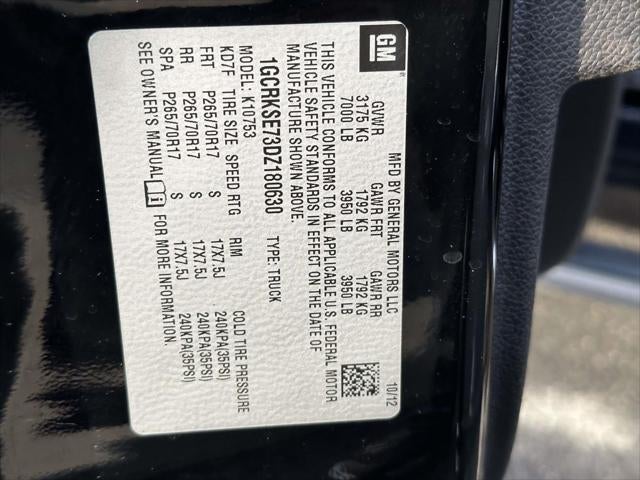 GM
MFD BY GENERAL MOTORS LLC 10/12
GVWR GAWR FRT GAWR RR
3175 KG 1792 KG 1792 KG
7000 LB 3950 LB 3950 LB
THIS VEHICLE CONFORMS TO ALL APPLICABLE U.S. FEDERAL MOTOR
VEHICLE SAFETY STANDARDS IN EFFECT ON THE DATE OF
MANUFACTURE SHOWN ABOVE.
1GCRKSE73DZ180630 TYPE: TRUCK
MODEL: K10753
KD7F TIRE SIZE SPEED RTG RIM COLD TIRE PRESSURE
FRT P265/70R17 S 17X7.5J 240KPA(35PSI)
RR P265/70R17 S 17X7.5J 240KPA(35PSI)
SPA P265/70R17 S 17X7.5J 240KPA(35PSI)
SEE OWNER'S MANUAL i FOR MORE INFORMATION.